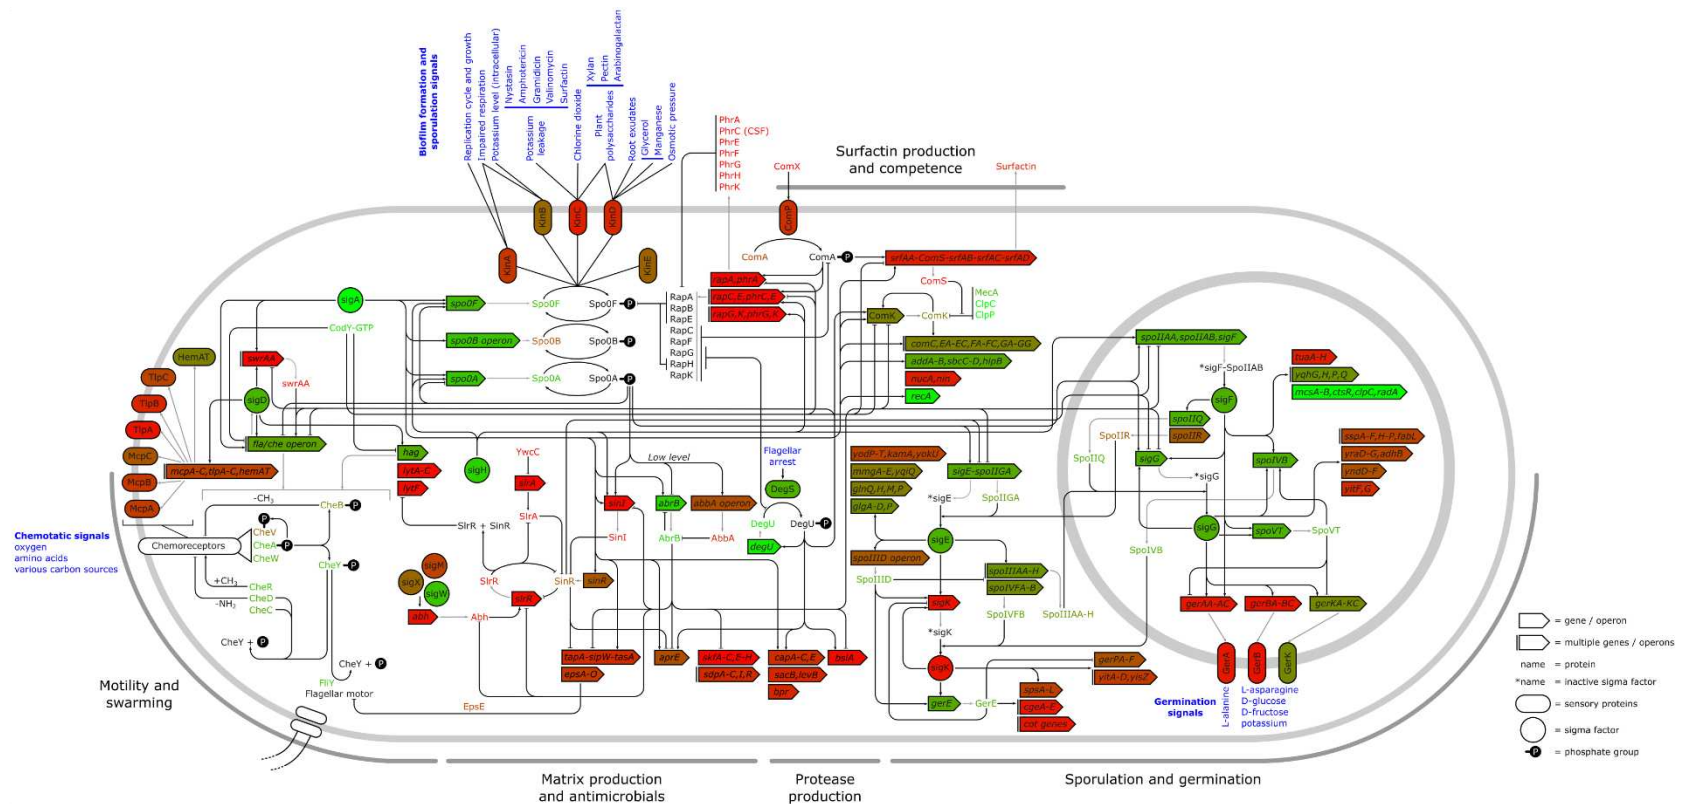 Biofilm formation and
sporulation signals
Replication cycle and growth
Impaired respiration
Potassium level (intracellular)
Nystasin
Amphotericin
Gramidicin
Valinomycin
Surfactin
Potassium
leakage
Chlorine dioxide
Xylan
Pectin
Arabinogalactan
Plant
polysaccharides
Root exudates
Glycerol
Manganese
Osmotic pressure
PhrA
PhrC (CSF)
PhrE
PhrF
PhrG
PhrH
PhrK
ComX
Surfactin production
and competence
Surfactin
KinA
KinB
KinC
KinD
KinE
ComP
ComA
ComA
P
srfAA-ComS-srfAB-srfAC-srfAD
ComS
MecA
ClpC
ClpP
rapA,phrA
rapC,E,phrC,E
rapG,K,phrG,K
RapA
RapB
RapE
RapC
RapF
RapG
RapH
RapK
sigA
CodY-GTP
spo0F
Spo0F
Spo0F
P
spo0B operon
Spo0B
Spo0B
P
spo0A
Spo0A
Spo0A
P
ComK
ComK
comC,EA-EC,FA-FC,GA-GG
addA-B,sbcC-D,hlpB
nucA,nin
recA
HemAT
TlpC
TlpB
TlpA
McpC
McpB
McpA
swrAA
swrAA
sigD
fla/che operon
mcpA-C,tlpA-C,hemAT
hag
lytA-C
lytF
sigH
YwcC
slrA
SlrA
SlrR + SinR
SlrR
SinR
sinR
slrR
sinI
SinI
Low level
abrB
AbrB
abbA operon
AbbA
Flagellar
arrest
DegS
DegU
DegU
P
degU
sigX
sigM
sigW
abh
Abh
tapA-sipW-tasA
epsA-O
EpsE
aprE
skfA-C,E-H
sdpA-C,I,R
capA-C,E
sacB,levB
bpr
bslA
Chemotatic signals
oxygen
amino acids
various carbon sources
Chemoreceptors
-CH3
CheB
P
P
CheV
CheA
P
CheW
CheY
P
+CH3
CheR
-NH2
CheD
CheC
CheY +
P
CheY +
P
FliY
Flagellar motor
yodP-T,kamA,yokU
mmgA-E,yqiQ
glnQ,H,M,P
glgA-D,P
sigE-spoIIGA
*sigE
SpoIIGA
sigE
spoIIID operon
SpoIIID
spoIIIAA-H
spoIVFA-B
SpoIVFB
SpoIIIAA-H
sigK
*sigK
sigK
gerE
GerE
gerPA-F
yitA-D,yisZ
spsA-L
cgeA-E
cot genes
spoIIAA,spoIIAB,sigF
*sigF-SpoIIAB
sigF
tuaA-H
yqhG,H,P,Q
mcsA-B,ctsR,clpC,radA
spoIIQ
spoIIR
SpoIIR
SpoIIQ
sigG
*sigG
sigG
spoIVB
SpoIVB
sspA-F,H-P,fabL
yraD-G,adhB
yndD-F
yitF,G
spoVT
SpoVT
gerAA-AC
gerBA-BC
gerKA-KC
GerA
GerB
GerK
Germination
signals
L-alanine
L-asparagine
D-glucose
D-fructose
potassium
= gene / operon
= multiple genes / operons
name = protein
*name = inactive sigma factor
= sensory proteins
= sigma factor
P = phosphate group
Motility and
swarming
Matrix production
and antimicrobials
Protease
production
Sporulation and germination